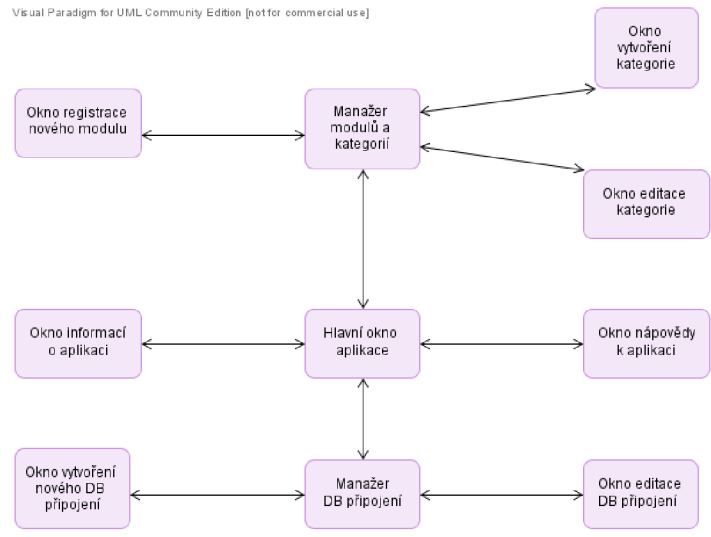 Visual Paradigm for UML Community Edition [not for commercial use]
Okno
vytvoření
kategorie
Okno registrace
nového modulu
Manažer
modulů a
kategorií
Okno editace
kategorie
Okno informací
o aplikaci
Hlavní okno
aplikace
Okno nápovědy
k aplikaci
Okno vytvoření
nového DB
připojení
Manažer
DB připojení
Okno editace
DB připojení